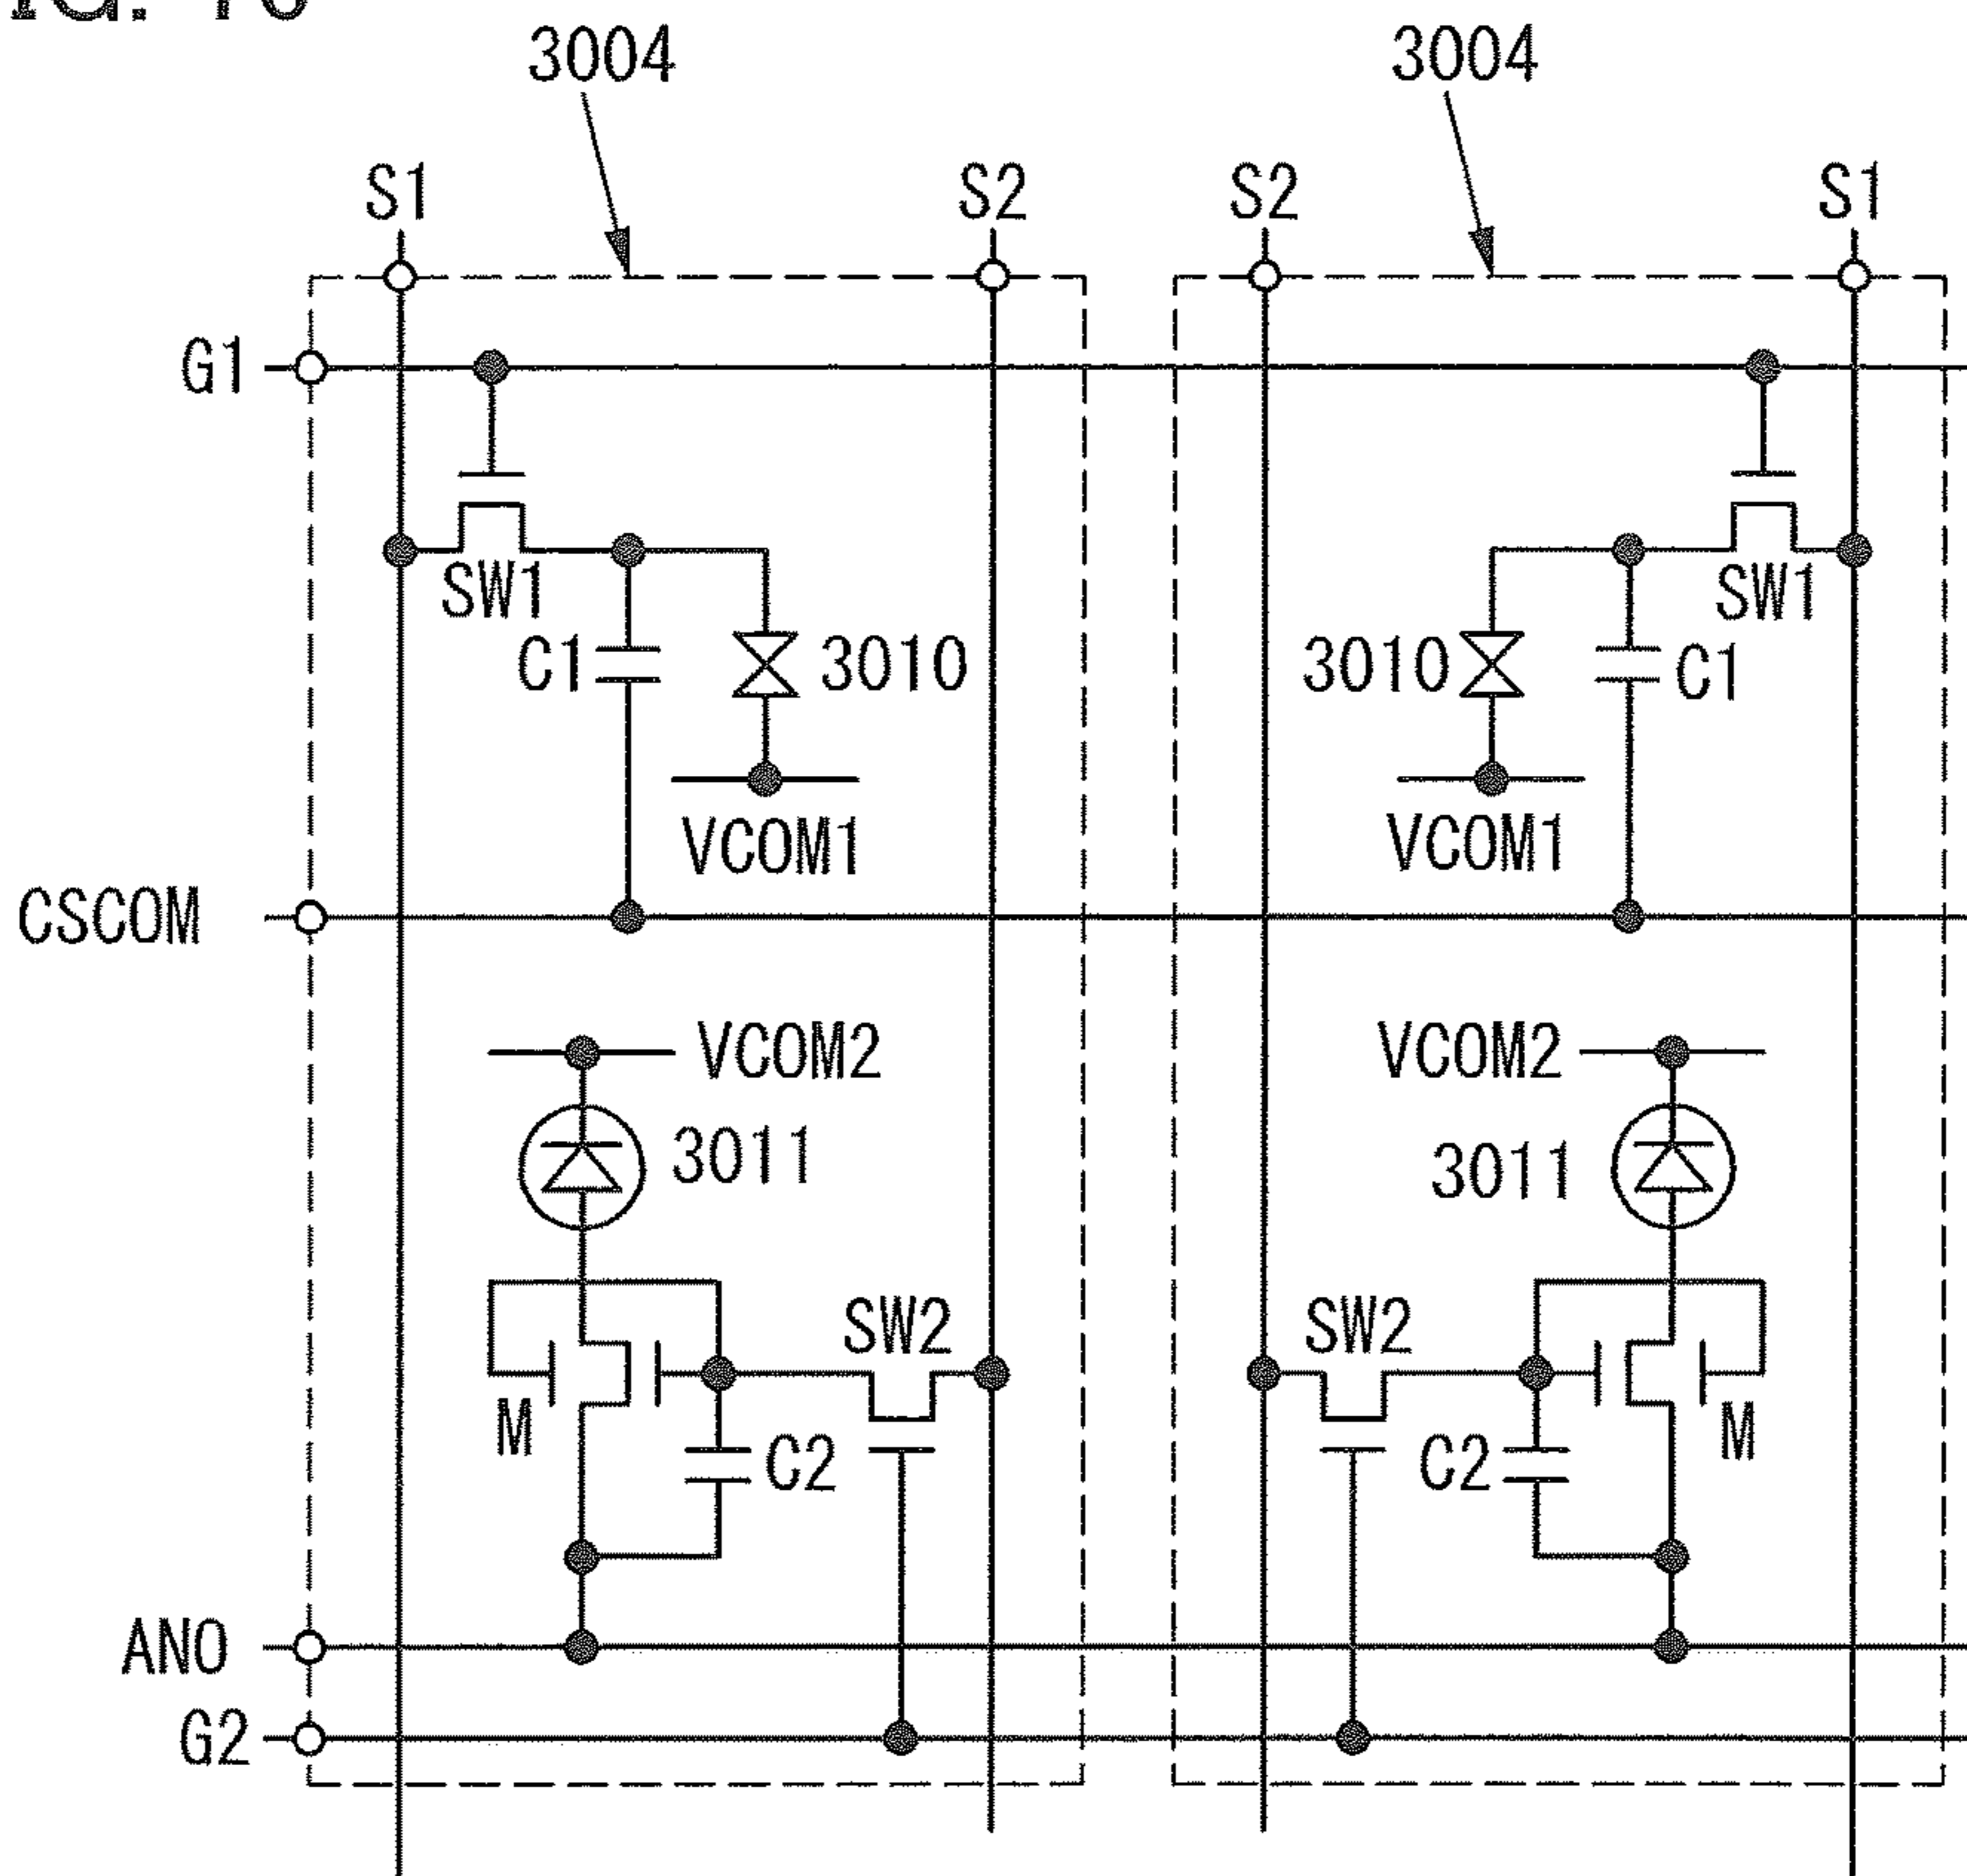 3004 3004
S1 S2 S2 S1
G1
SW1 SW1
C1 3010 3010 C1
VCOM1 VCOM1
CSCOM
VCOM2 VCOM2
3011 3011
SW2 SW2
M C2 C2 M
ANO
G2